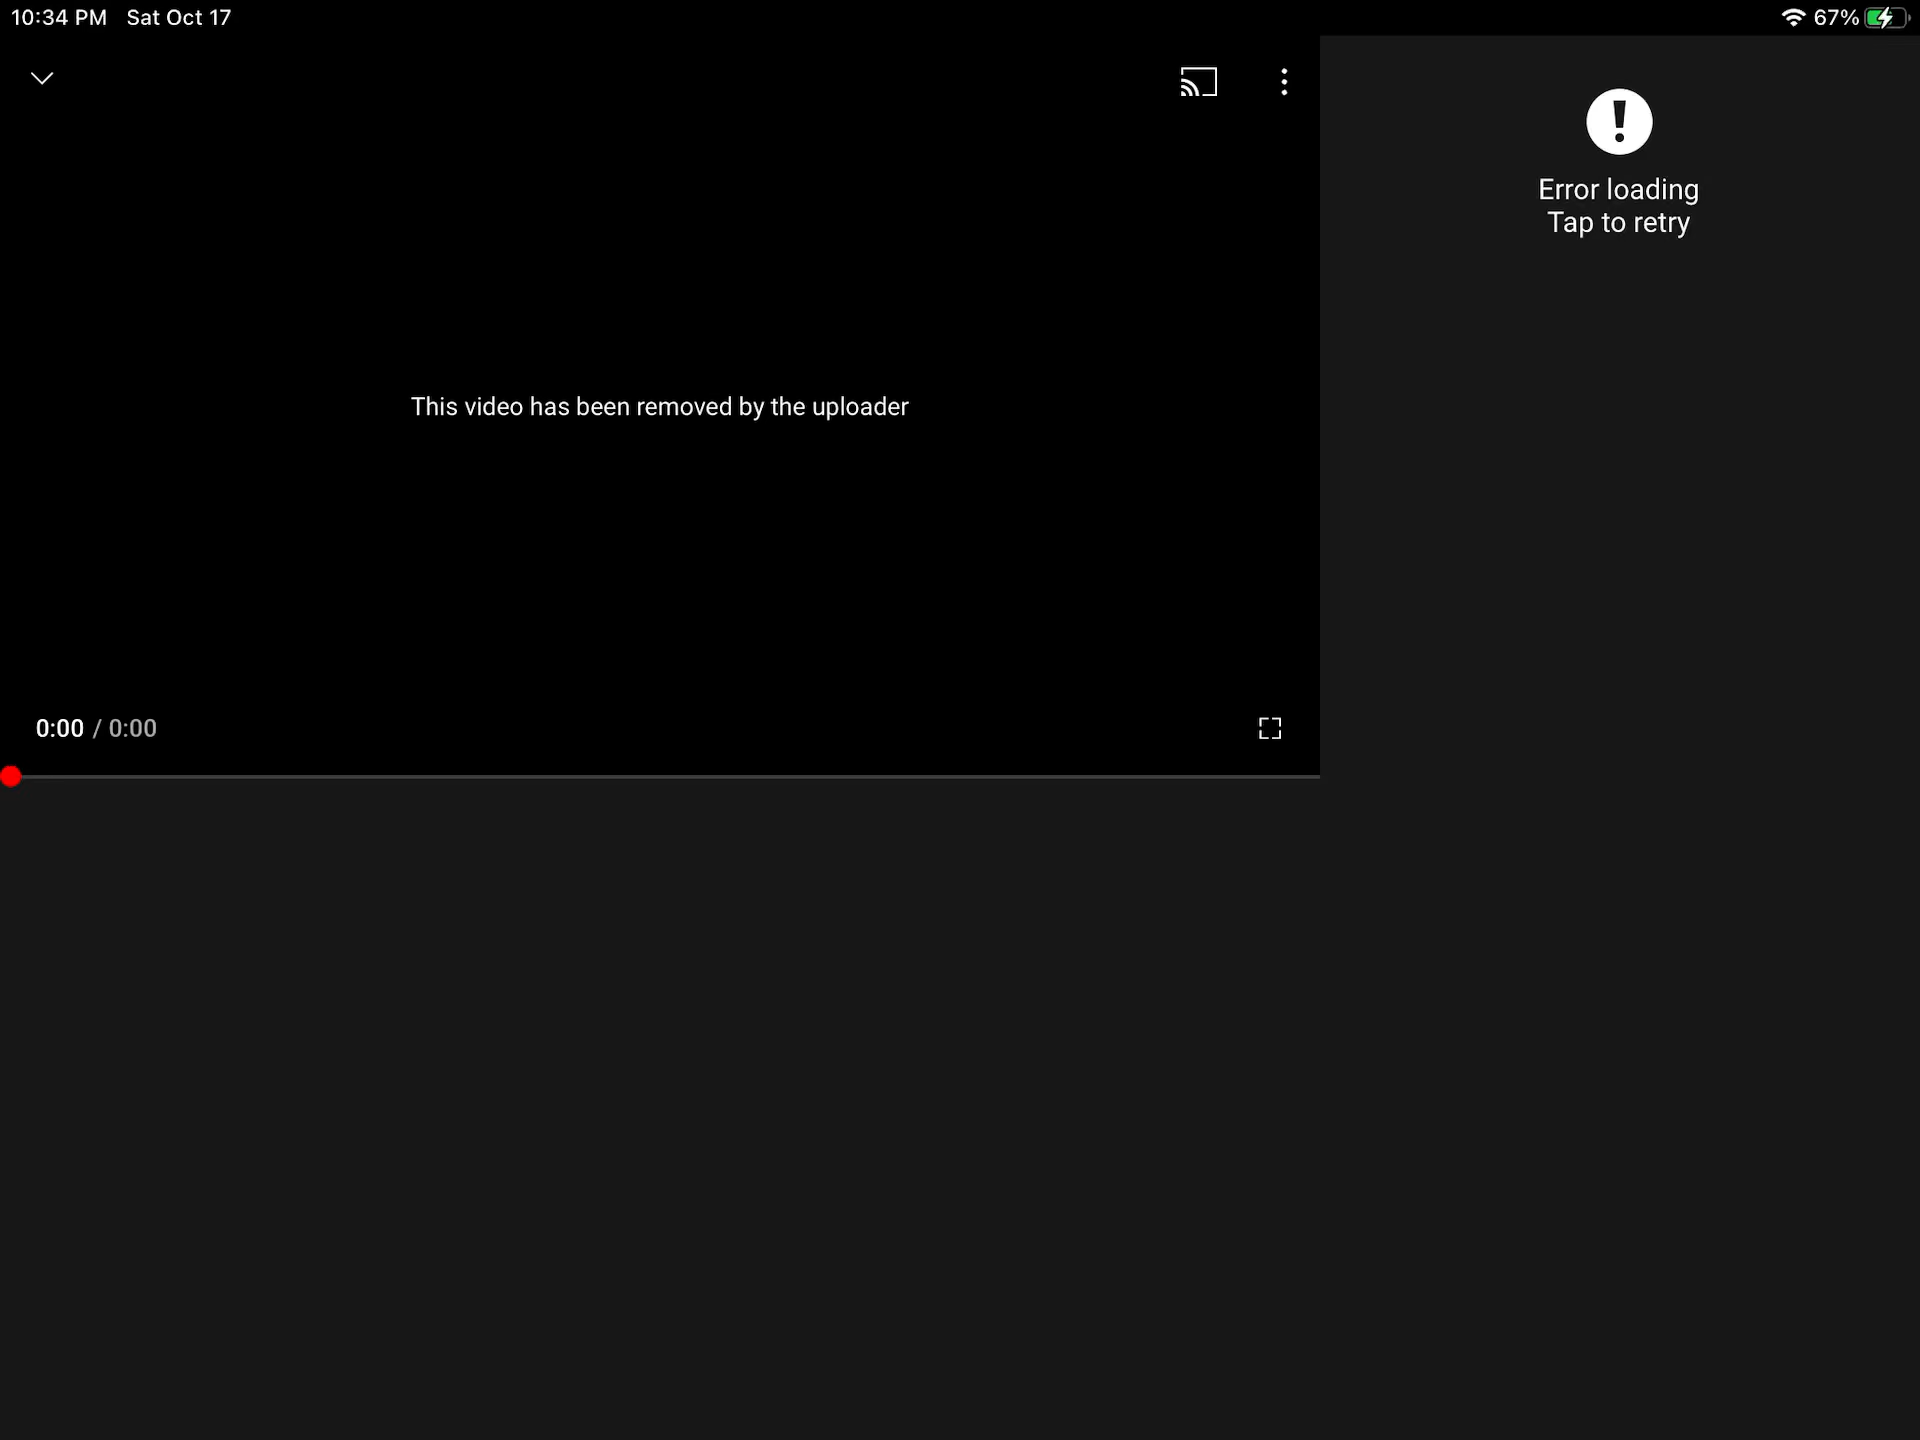 10:34 PM Sat Oct 17
67%
Error loading
Tap to retry
This video has been removed by the uploader
0:00 / 0:00